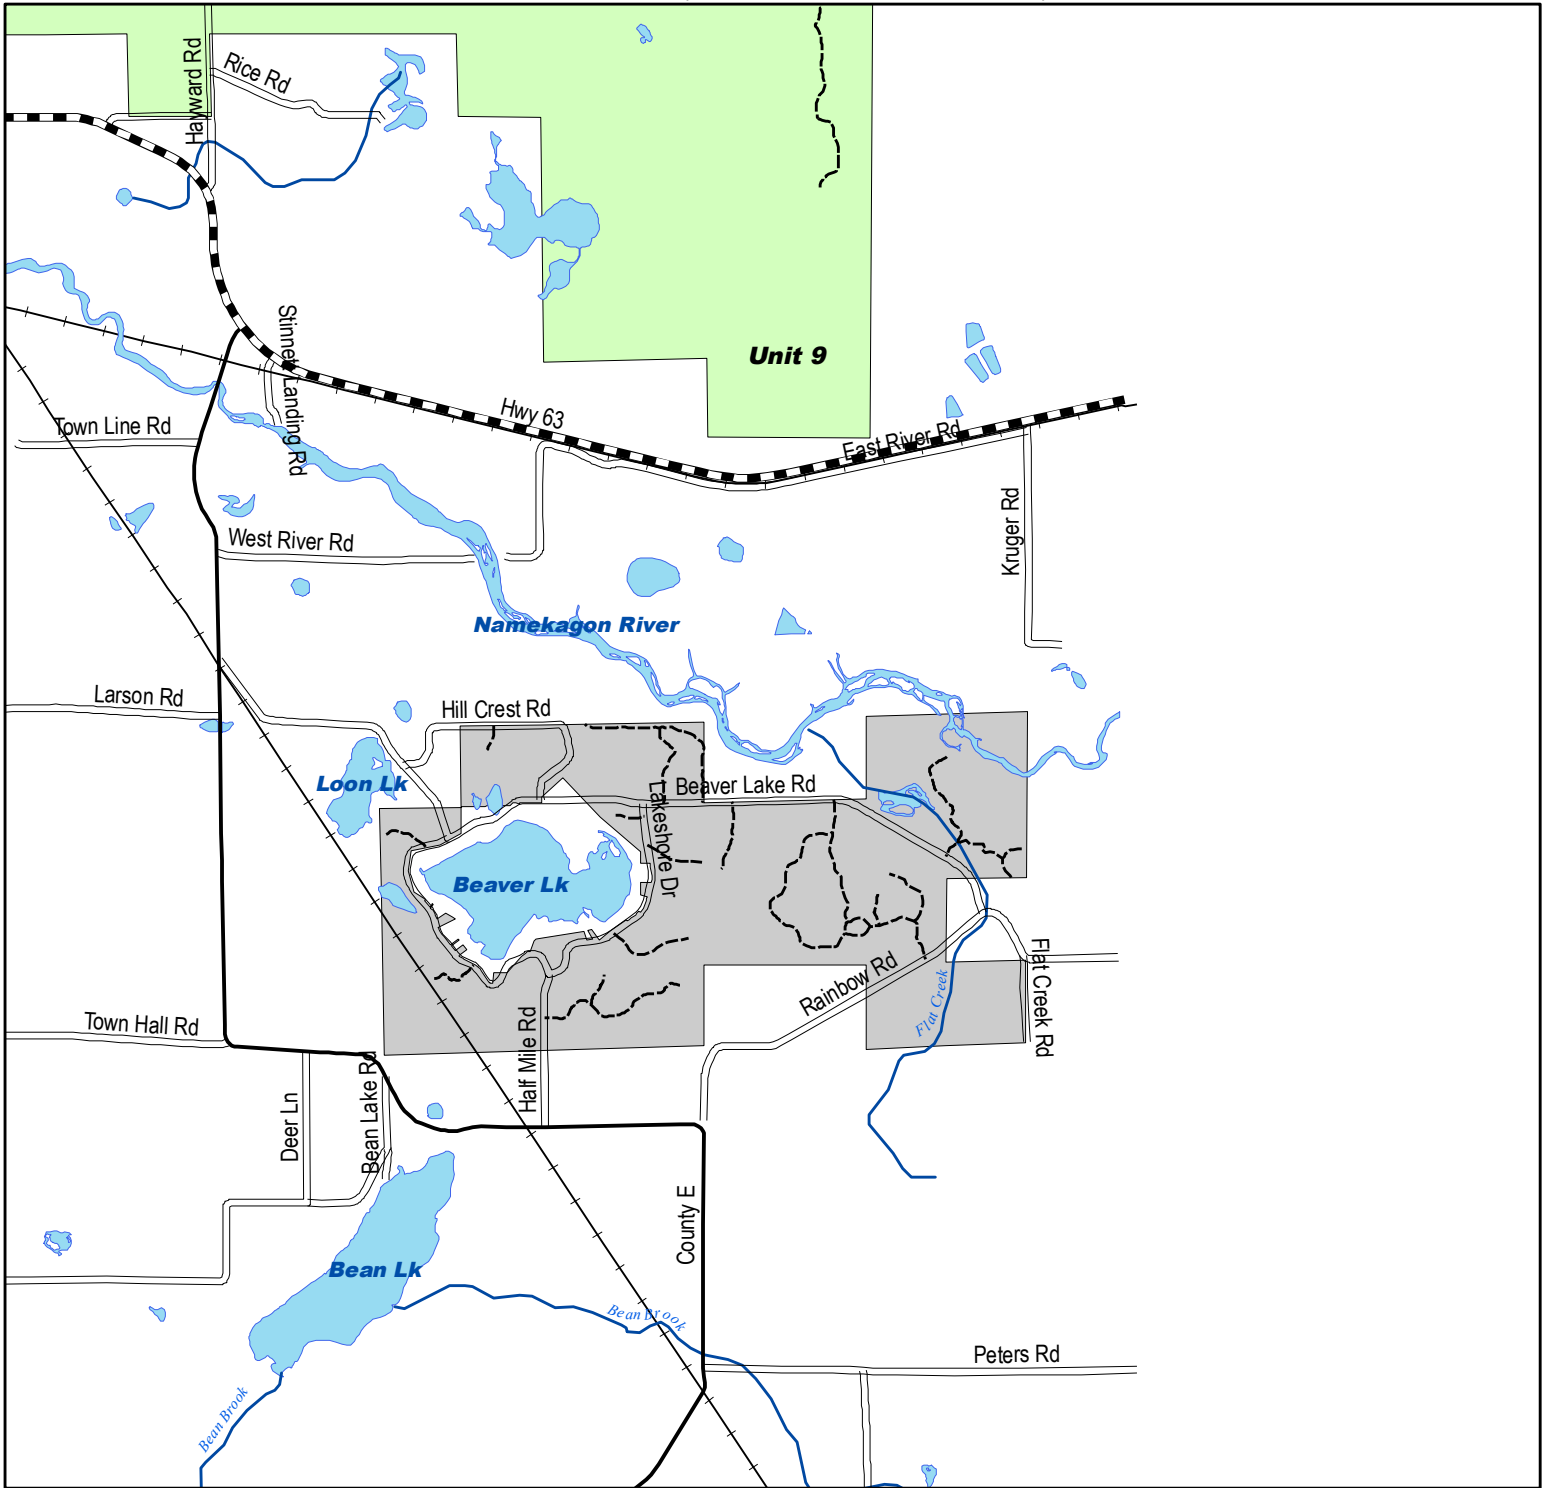 Hayward Rd
Rice Rd
Stinnett Landing Rd
Unit 9
Hwy 63
East River Rd
Town Line Rd
West River Rd
Kruger Rd
Namekagon River
Larson Rd
Hill Crest Rd
Loon Lk
Beaver Lake Rd
Lakeshore Dr
Beaver Lk
Rainbow Rd
Flat Creek
Flat Creek Rd
Town Hall Rd
Half Mile Rd
Deer Ln
Bean Lake Rd
County E
Bean Lk
Bean Brook
Peters Rd
Bean Brook